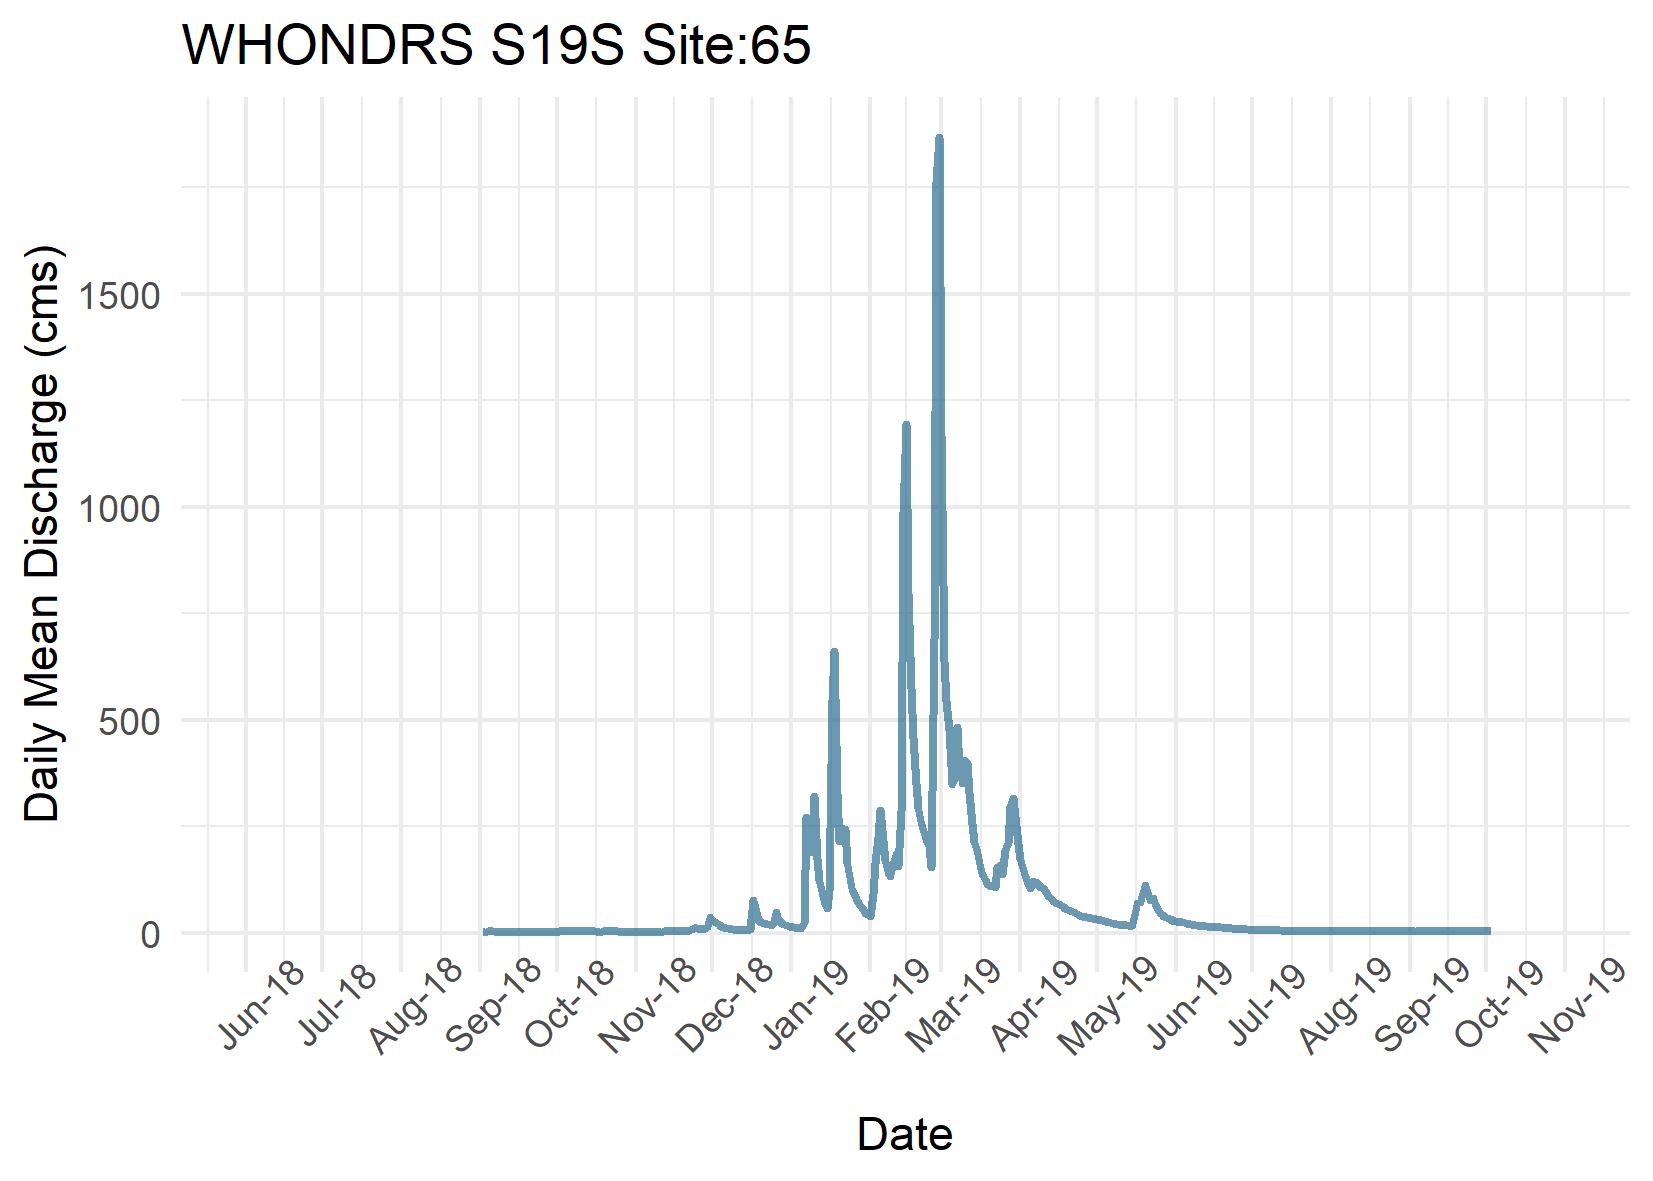 WHONDRS S19S Site:65
Daily Mean Discharge (cms)
1500
1000
500
0
Jun-18
Jul-18
Aug-18
Sep-18
Oct-18
Nov-18
Dec-18
Jan-19
Feb-19
Mar-19
Apr-19
May-19
Jun-19
Jul-19
Aug-19
Sep-19
Oct-19
Nov-19
Date